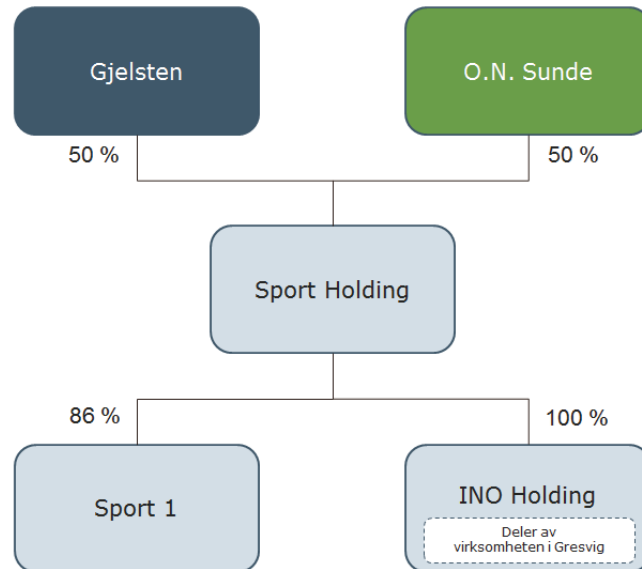 Gjelsten
O.N. Sunde
50 %
50 %
Sport Holding
86 %
100 %
Sport 1
INO Holding
Deler av
virksomheten i Gresvig